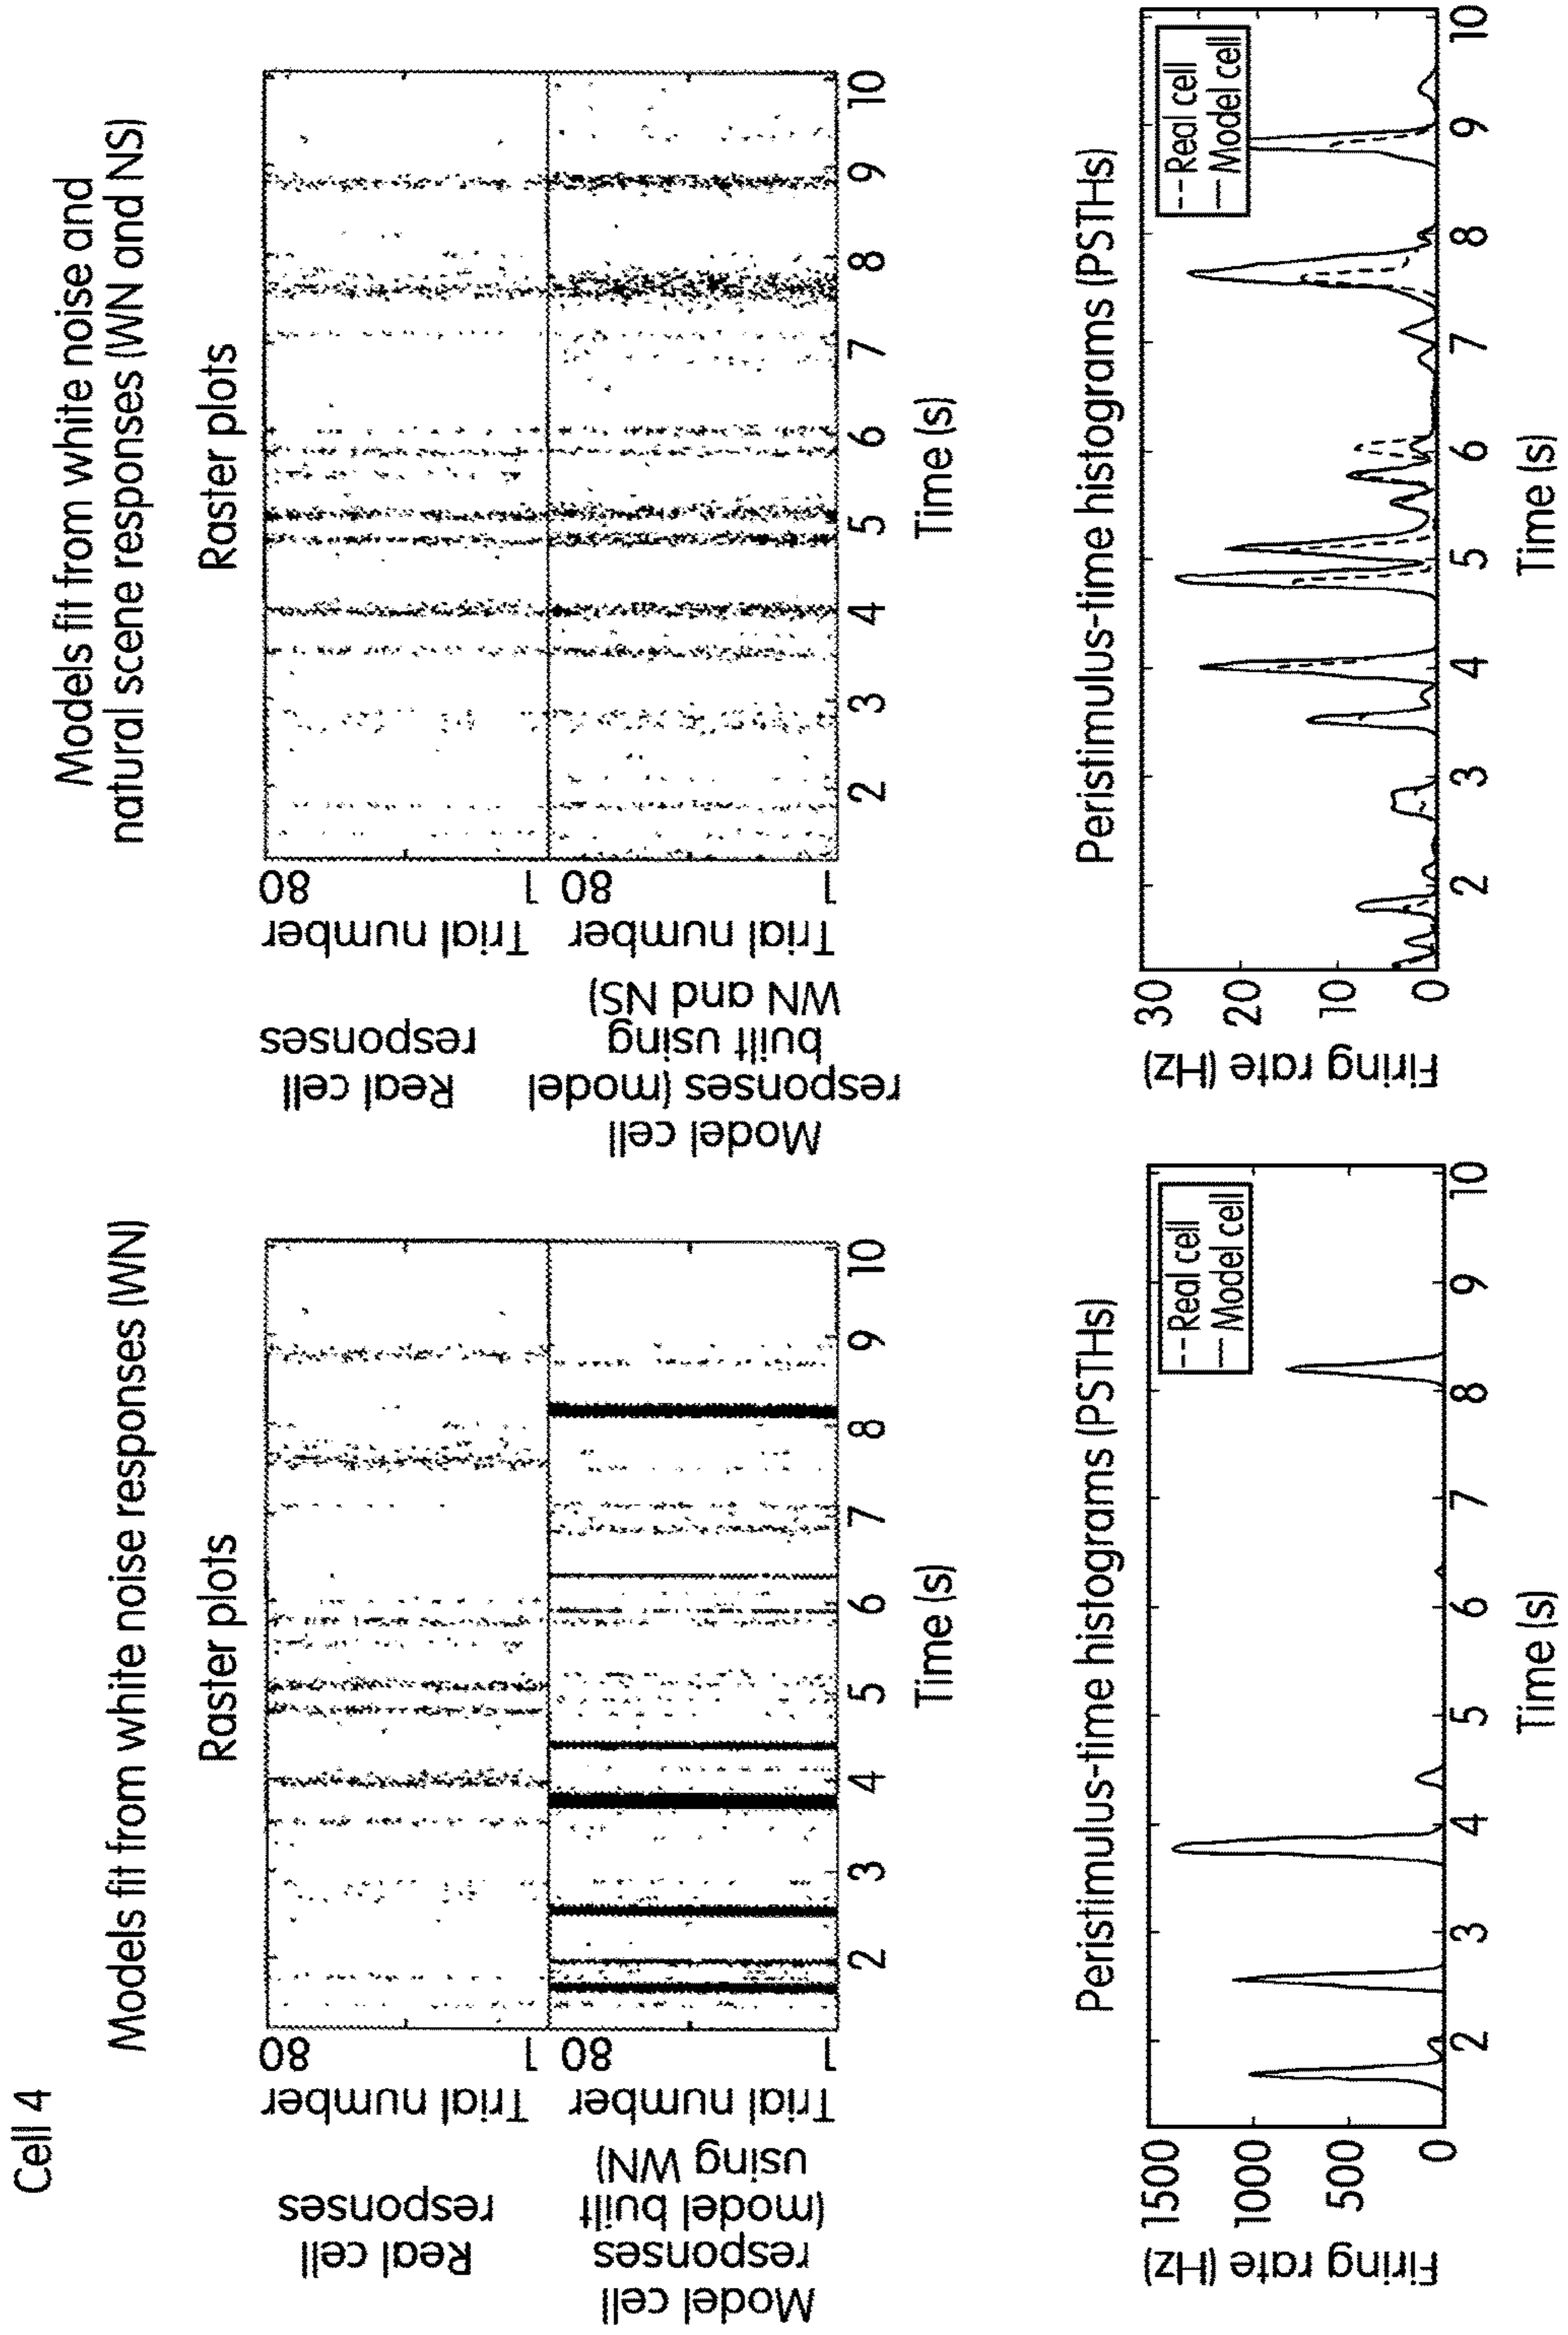 Cell 4
Models fit from white noise responses (WN)
Raster plots
Real cell
responses
Trial number
80
1
Model cell
responses
(model built
using WN)
Trial number
80
1
2 3 4 5 6 7 8 9 10
Time (s)
Peristimulus-time histograms (PSTHs)
Firing rate (Hz)
1500
1000
500
0
Real cell
Model cell
2 3 4 5 6 7 8 9 10
Time (s)
Models fit from white noise and
natural scene responses (WN and NS)
Raster plots
Real cell
responses
Trial number
80
1
Model cell
responses (model
built using
WN and NS)
Trial number
80
1
2 3 4 5 6 7 8 9 10
Time (s)
Peristimulus-time histograms (PSTHs)
Firing rate (Hz)
30
20
10
0
Real cell
Model cell
2 3 4 5 6 7 8 9 10
Time (s)